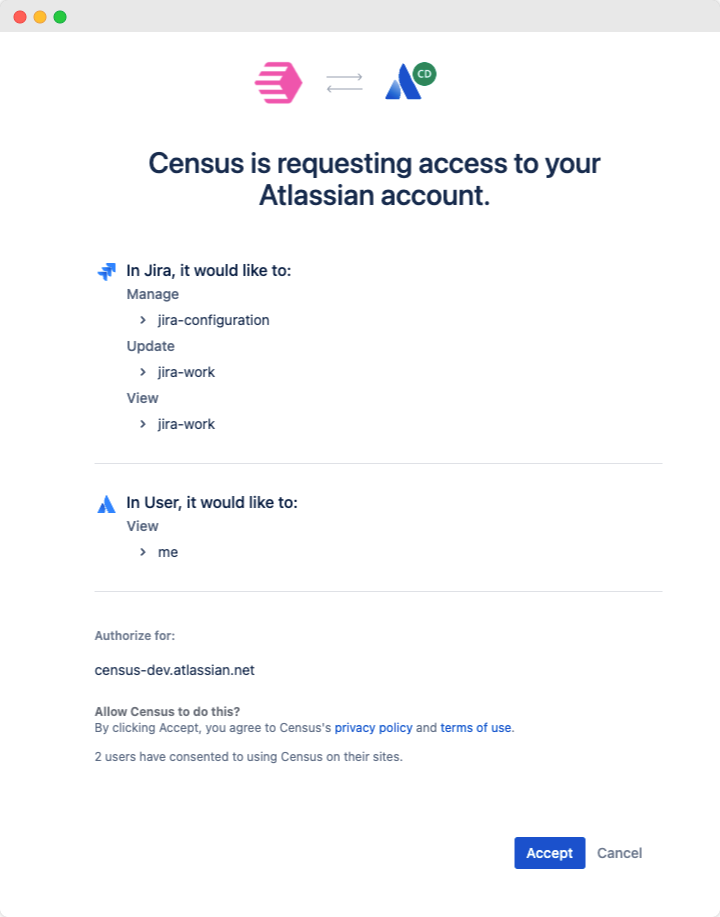 CD
Census is requesting access to your
Atlassian account.
In Jira, it would like to:
Manage
jira-configuration
Update
jira-work
View
jira-work
In User, it would like to:
View
me
Authorize for:
census-dev.atlassian.net
Allow Census to do this?
By clicking Accept, you agree to Census's privacy policy and terms of use.
2 users have consented to using Census on their sites.
Accept Cancel